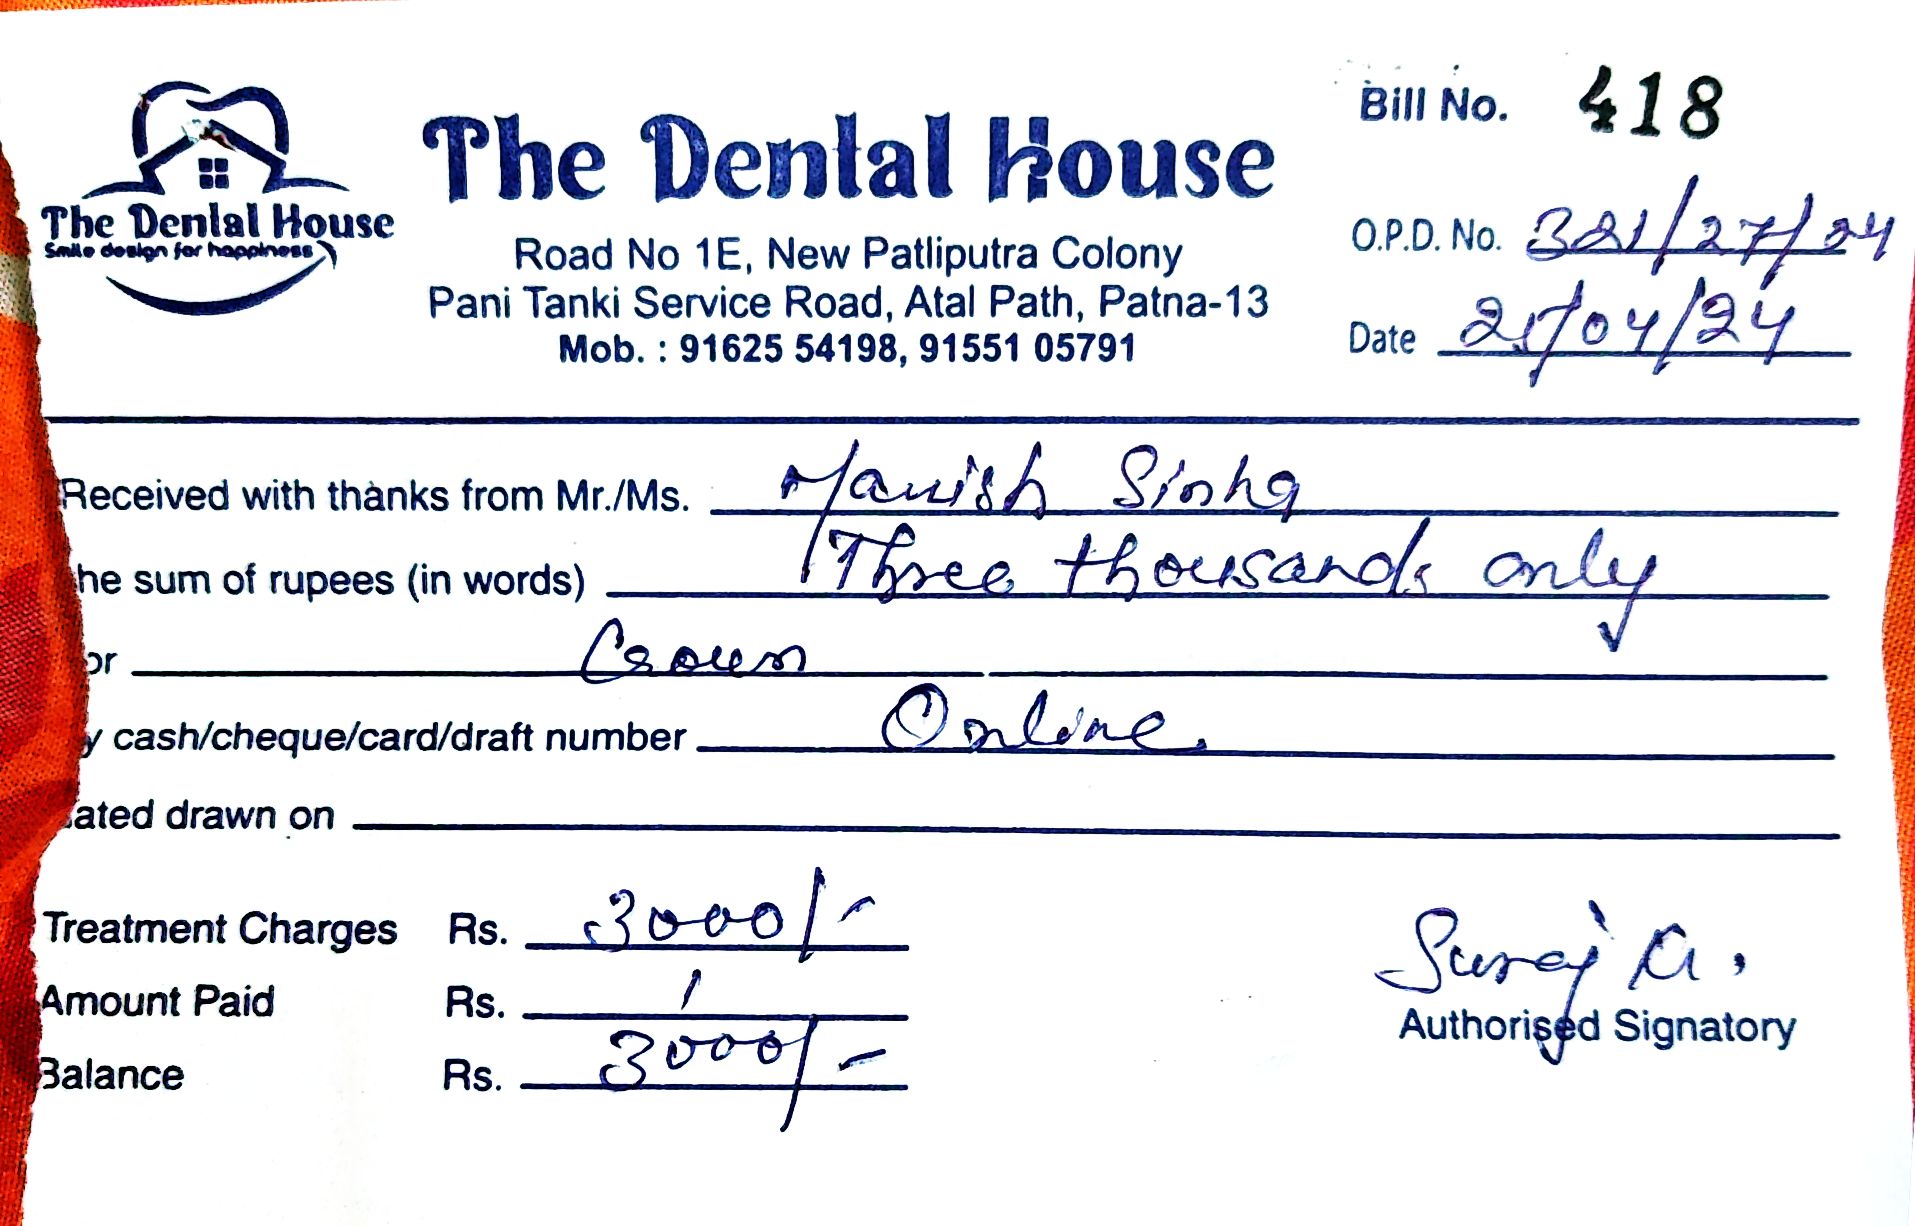 The Dental House
Smile design for happiness
The Dental House
Road No 1E, New Patliputra Colony
Pani Tanki Service Road, Atal Path, Patna-13
Mob. : 91625 54198, 91551 05791
Bill No. 418
O.P.D. No. 321/27/24
Date 25/04/24
Received with thanks from Mr./Ms. Manish Sinha
he sum of rupees (in words) Three thousands only
or Crown
y cash/cheque/card/draft number Online
ated drawn on
Treatment Charges Rs. 3000/-
Amount Paid Rs.
Balance Rs. 3000/-
Suraj K.
Authorised Signatory